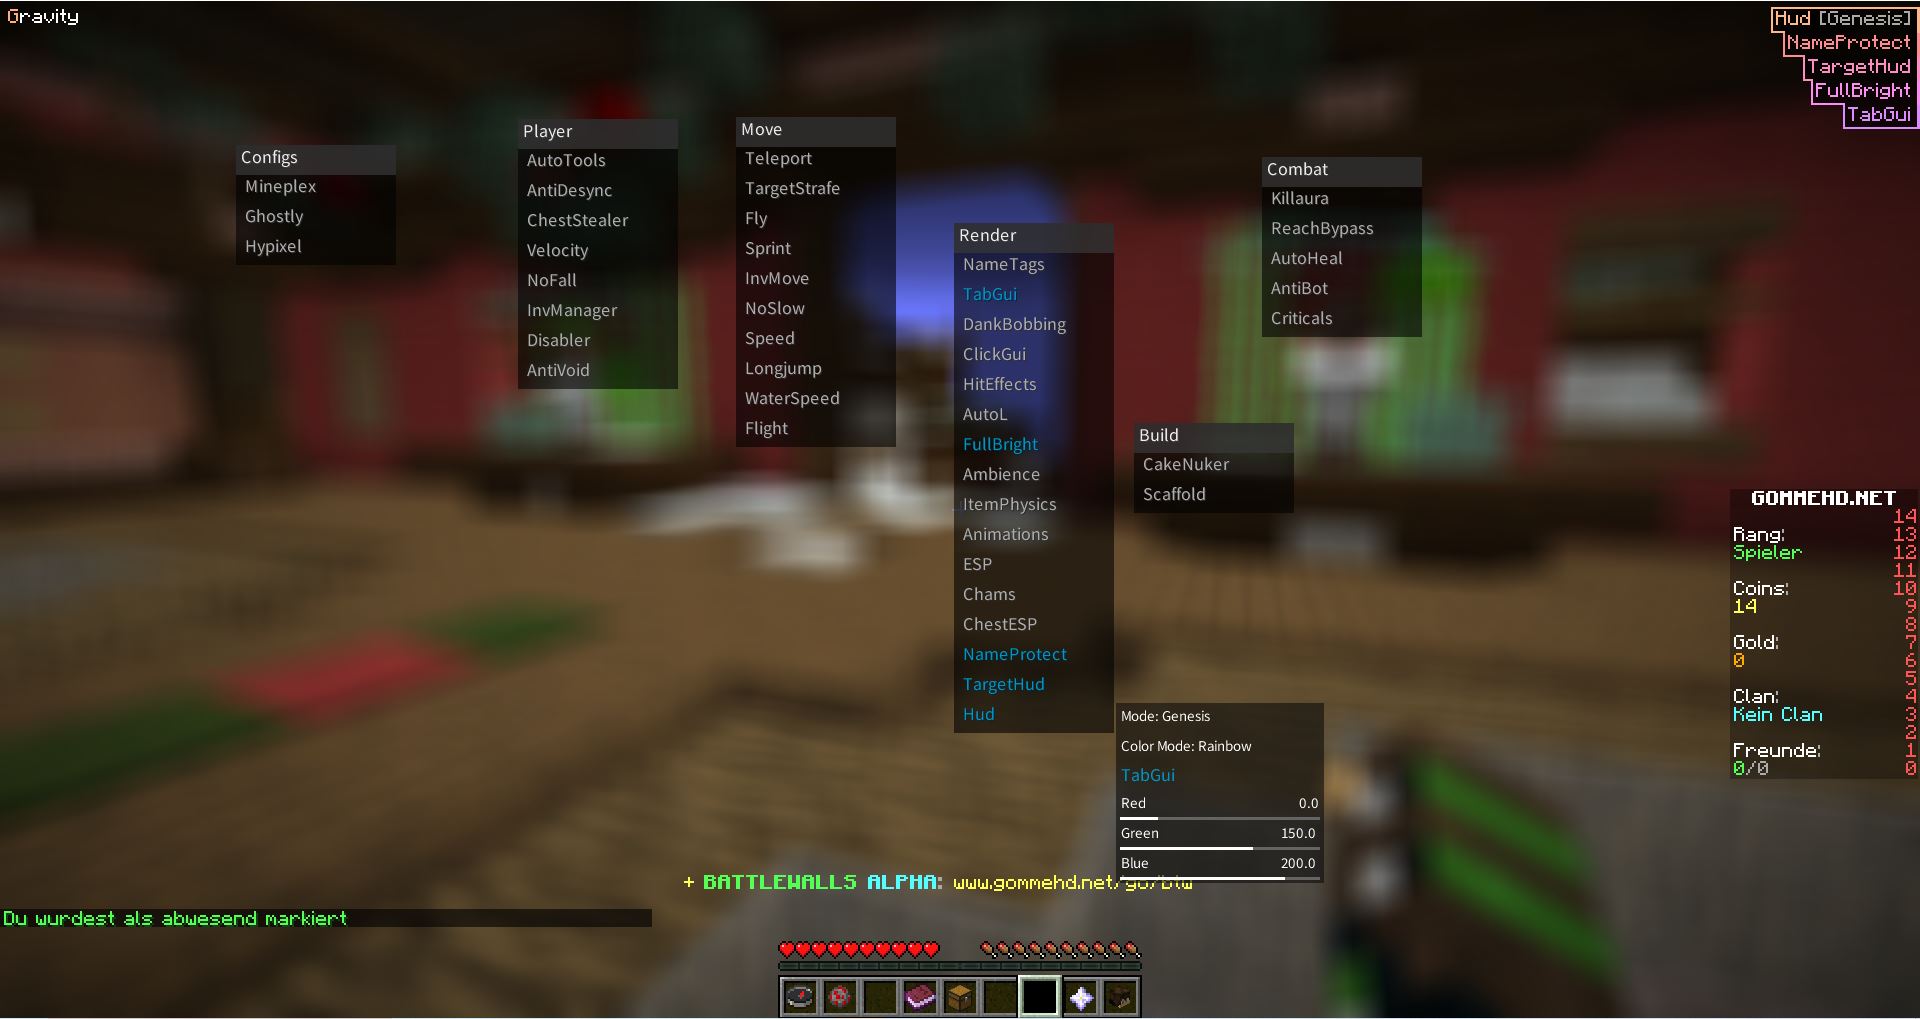 Gravity
Hud [Genesis]
NameProtect
TargetHud
FullBright
TabGui
Configs
Mineplex
Ghostly
Hypixel
Player
AutoTools
AntiDesync
ChestStealer
Velocity
NoFall
InvManager
Disabler
AntiVoid
Move
Teleport
TargetStrafe
Fly
Sprint
InvMove
NoSlow
Speed
Longjump
WaterSpeed
Flight
Render
NameTags
TabGui
DankBobbing
ClickGui
HitEffects
AutoL
FullBright
Ambience
ItemPhysics
Animations
ESP
Chams
ChestESP
NameProtect
TargetHud
Hud
Build
CakeNuker
Scaffold
Combat
Killaura
ReachBypass
AutoHeal
AntiBot
Criticals
Mode: Genesis
Color Mode: Rainbow
TabGui
Red 0.0
Green 150.0
Blue 200.0
GOMMEHD.NET
14
Rang: 13
Spieler 12
11
Coins: 10
14 9
8
Gold: 7
0 6
5
Clan: 4
Kein Clan 3
2
Freunde: 1
0/0 0
+ BATTLEWALLS ALPHA: www.gommehd.net/go/btw
Du wurdest als abwesend markiert